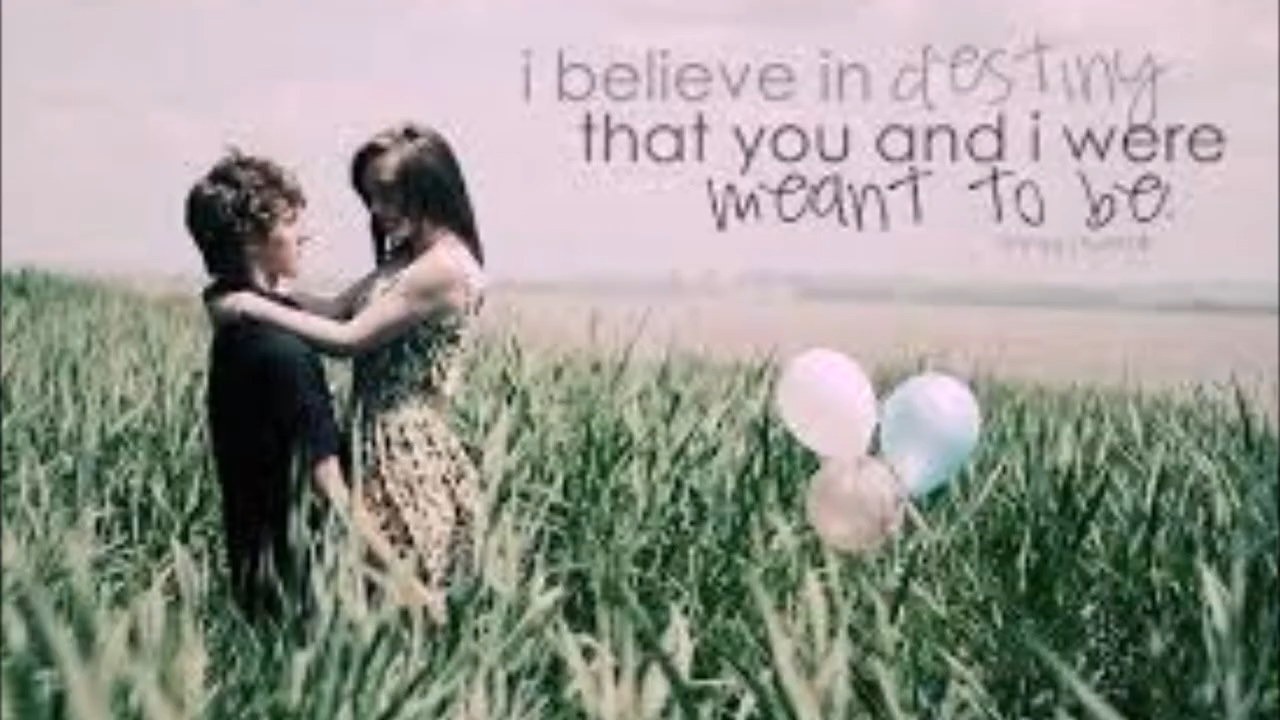 i believe in destiny
that you and i were
meant to be.